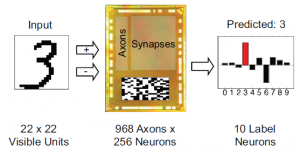 Input
Predicted: 3
+
-
Axons
Synapses
3
0 1 2 3 4 5 6 7 8 9
22 x 22
Visible Units
968 Axons x
256 Neurons
10 Label
Neurons